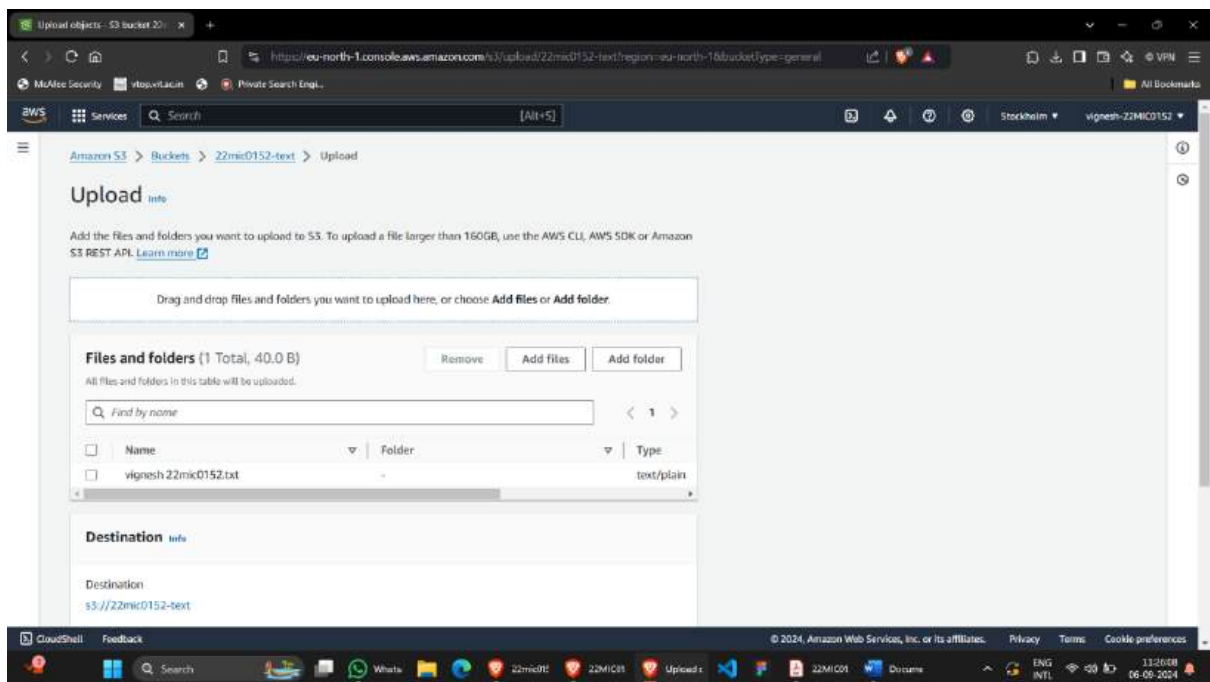 Upload objects - S3 bucket 22
https://eu-north-1.console.aws.amazon.com/s3/upload/22mic0152-text?region=eu-north-1&bucketType=general
VPN
McAfee Security vtop.vit.ac.in Private Search Engi... All Bookmarks
aws Services Search [Alt+S] Stockholm vignesh-22MIC0152
Amazon S3 > Buckets > 22mic0152-text > Upload
Upload Info
Add the files and folders you want to upload to S3. To upload a file larger than 160GB, use the AWS CLI, AWS SDK or Amazon
S3 REST API. Learn more
Drag and drop files and folders you want to upload here, or choose Add files or Add folder.
Files and folders (1 Total, 40.0 B) Remove Add files Add folder
All files and folders in this table will be uploaded.
Find by name < 1 >
Name Folder Type
vignesh 22mic0152.txt - text/plain
Destination Info
Destination
s3://22mic0152-text
CloudShell Feedback © 2024, Amazon Web Services, Inc. or its affiliates. Privacy Terms Cookie preferences
Search Whats 22mic01! 22MIC01 Upload 22MIC01 Docume ENG 11:26:08
INTL 06-09-2024